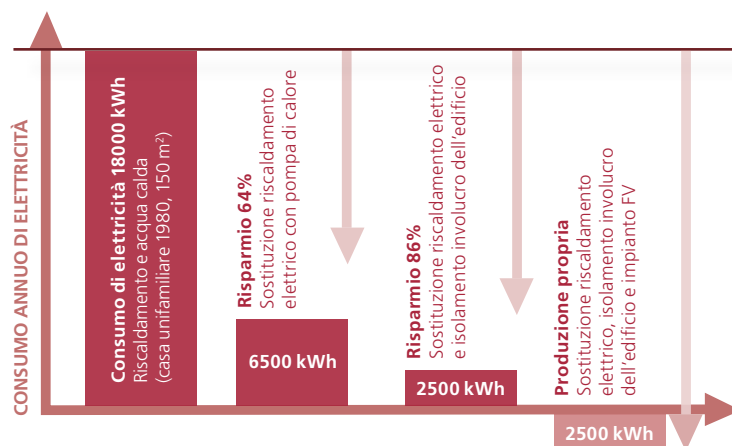 CONSUMO ANNUO DI ELETTRICITÀ
Consumo di elettricità 18000 kWh
Riscaldamento e acqua calda
(casa unifamiliare 1980, 150 m²)
Risparmio 64%
Sostituzione riscaldamento
elettrico con pompa di calore
6500 kWh
Risparmio 86%
Sostituzione riscaldamento elettrico
e isolamento involucro dell'edificio
2500 kWh
Produzione propria
Sostituzione riscaldamento
elettrico, isolamento involucro
dell'edificio e impianto FV
2500 kWh